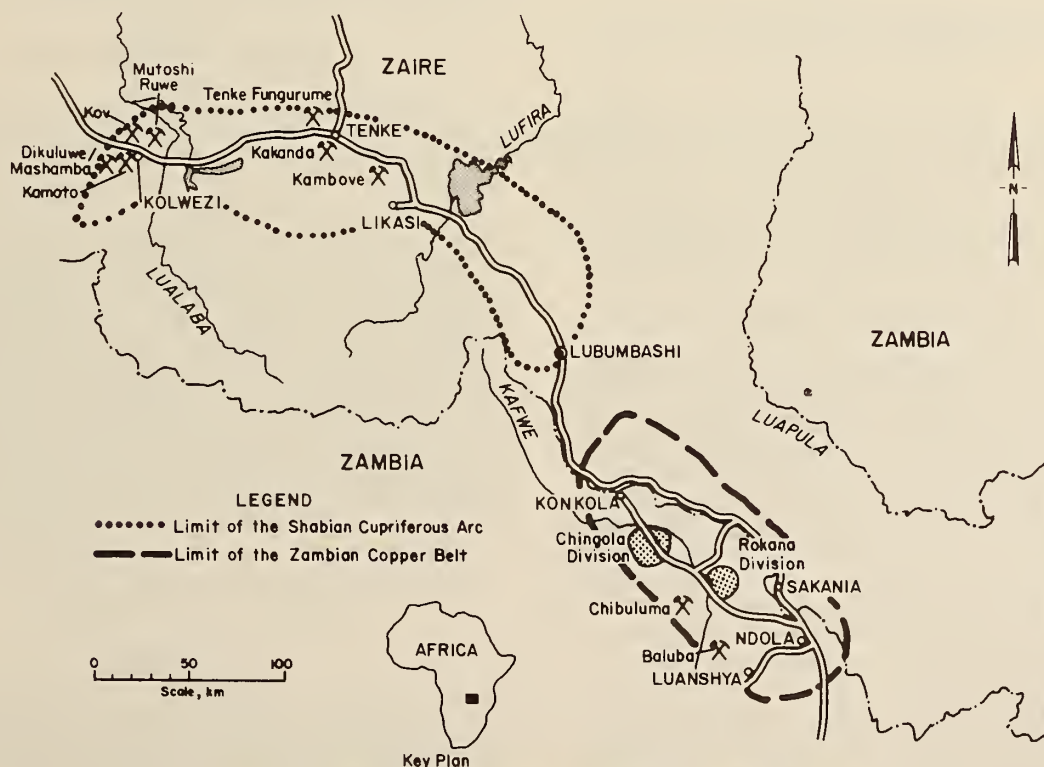 ZAIRE
Mutoshi
Ruwe
Tenke Fungurume
Kov
TENKE
LUFIRA
Dikuluwe/
Mashamba
Kakanda
Kambove
Kamoto
KOLWEZI
LIKASI
N
LUALABA
LUBUMBASHI
ZAMBIA
KAFWE
LUAPULA
ZAMBIA
LEGEND
Limit of the Shabian Cupriferous Arc
Limit of the Zambian Copper Belt
KONKOLA
Chingola
Division
Rokana
Division
SAKANIA
Chibuluma
NDOLA
Baluba
LUANSHYA
AFRICA
0 50 100
Scale, km
Key Plan